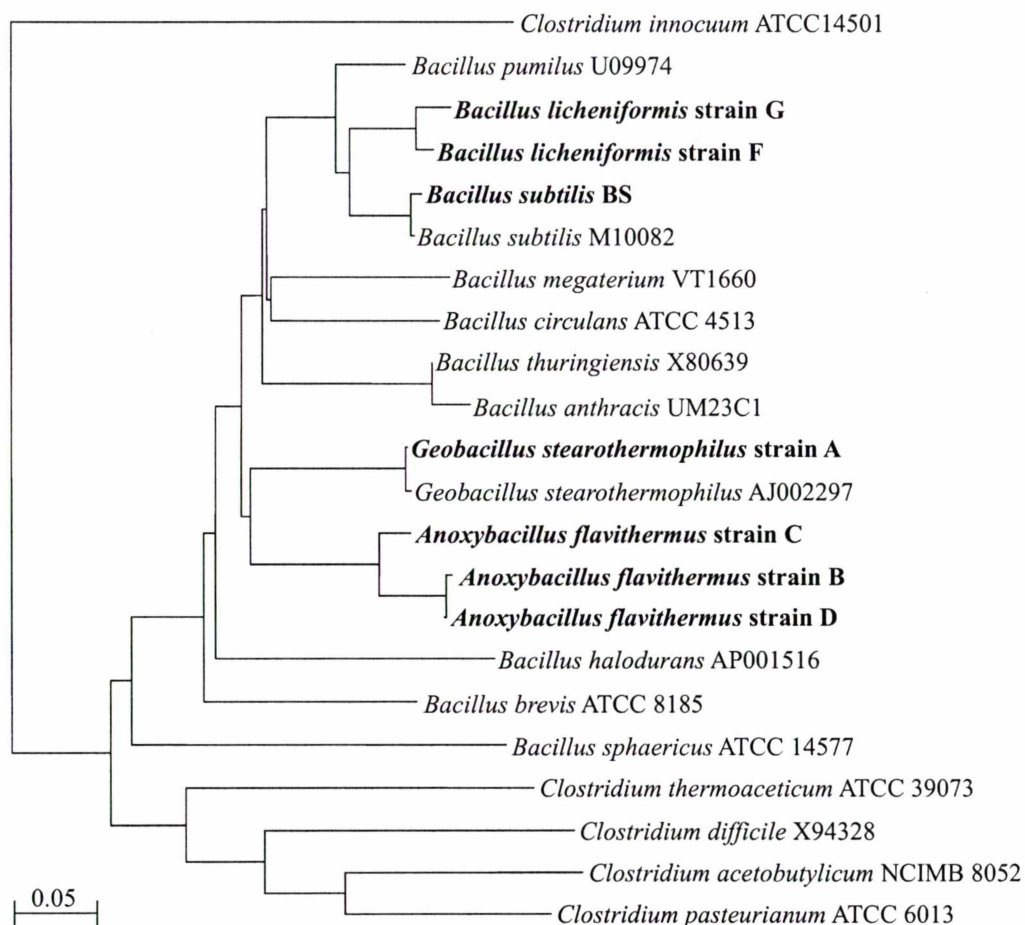 Clostridium innocuum ATCC14501
Bacillus pumilus U09974
Bacillus licheniformis strain G
Bacillus licheniformis strain F
Bacillus subtilis BS
Bacillus subtilis M10082
Bacillus megaterium VT1660
Bacillus circulans ATCC 4513
Bacillus thuringiensis X80639
Bacillus anthracis UM23C1
Geobacillus stearothermophilus strain A
Geobacillus stearothermophilus AJ002297
Anoxybacillus flavithermus strain C
Anoxybacillus flavithermus strain B
Anoxybacillus flavithermus strain D
Bacillus halodurans AP001516
Bacillus brevis ATCC 8185
Bacillus sphaericus ATCC 14577
Clostridium thermoaceticum ATCC 39073
Clostridium difficile X94328
Clostridium acetobutylicum NCIMB 8052
Clostridium pasteurianum ATCC 6013
0.05